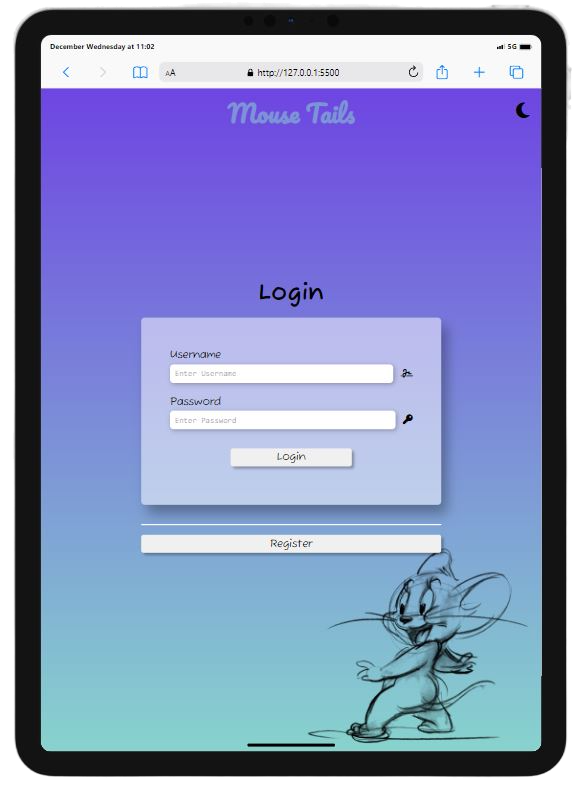 December Wednesday at 11:02
5G
AA
http://127.0.0.1:5500
Mouse Tails
Login
Username
Enter Username
Password
Enter Password
Login
Register